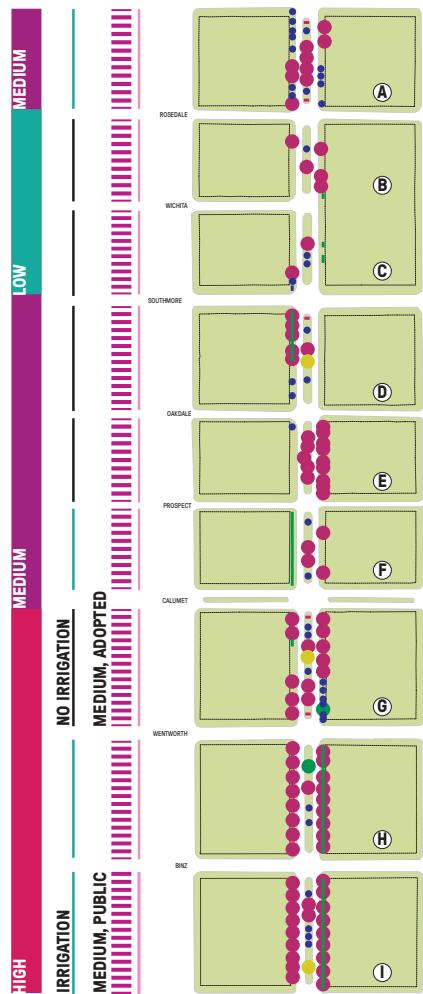 MEDIUM
A
ROSEDALE
B
WICHITA
C
LOW
SOUTHMORE
D
OAKDALE
E
PROSPECT
F
MEDIUM
CALUMET
NO IRRIGATION
MEDIUM, ADOPTED
G
WENTWORTH
H
BINZ
HIGH
IRRIGATION
MEDIUM, PUBLIC
I